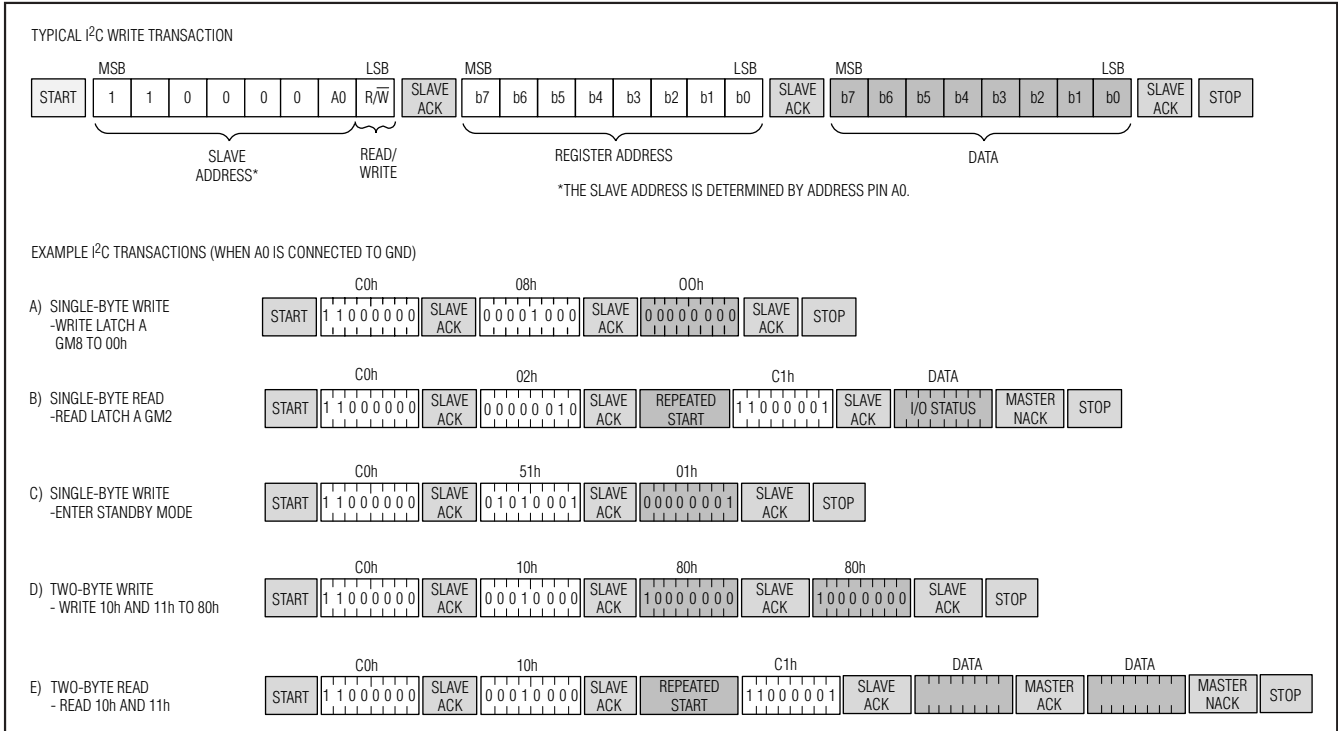 TYPICAL I²C WRITE TRANSACTION
MSB LSB MSB LSB MSB LSB
START 1 1 0 0 0 0 A0 R/W̅ SLAVE ACK b7 b6 b5 b4 b3 b2 b1 b0 SLAVE ACK b7 b6 b5 b4 b3 b2 b1 b0 SLAVE ACK STOP
SLAVE ADDRESS* READ/WRITE REGISTER ADDRESS DATA
*THE SLAVE ADDRESS IS DETERMINED BY ADDRESS PIN A0.
EXAMPLE I²C TRANSACTIONS (WHEN A0 IS CONNECTED TO GND)
C0h 08h OOh
A) SINGLE-BYTE WRITE
-WRITE LATCH A
GM8 TO 00h
START 1 1 0 0 0 0 0 0 SLAVE ACK 0 0 0 0 1 0 0 0 SLAVE ACK 0 0 0 0 0 0 0 0 SLAVE ACK STOP
C0h 02h C1h DATA
B) SINGLE-BYTE READ
-READ LATCH A GM2
START 1 1 0 0 0 0 0 0 SLAVE ACK 0 0 0 0 0 0 1 0 SLAVE ACK REPEATED START 1 1 0 0 0 0 0 1 SLAVE ACK I/O STATUS MASTER NACK STOP
C0h 51h 01h
C) SINGLE-BYTE WRITE
-ENTER STANDBY MODE
START 1 1 0 0 0 0 0 0 SLAVE ACK 0 1 0 1 0 0 0 1 SLAVE ACK 0 0 0 0 0 0 0 1 SLAVE ACK STOP
C0h 10h 80h 80h
D) TWO-BYTE WRITE
- WRITE 10h AND 11h TO 80h
START 1 1 0 0 0 0 0 0 SLAVE ACK 0 0 0 1 0 0 0 0 SLAVE ACK 1 0 0 0 0 0 0 0 SLAVE ACK 1 0 0 0 0 0 0 0 SLAVE ACK STOP
C0h 10h C1h DATA DATA
E) TWO-BYTE READ
- READ 10h AND 11h
START 1 1 0 0 0 0 0 0 SLAVE ACK 0 0 0 1 0 0 0 0 SLAVE ACK REPEATED START 1 1 0 0 0 0 0 1 SLAVE ACK MASTER ACK MASTER NACK STOP